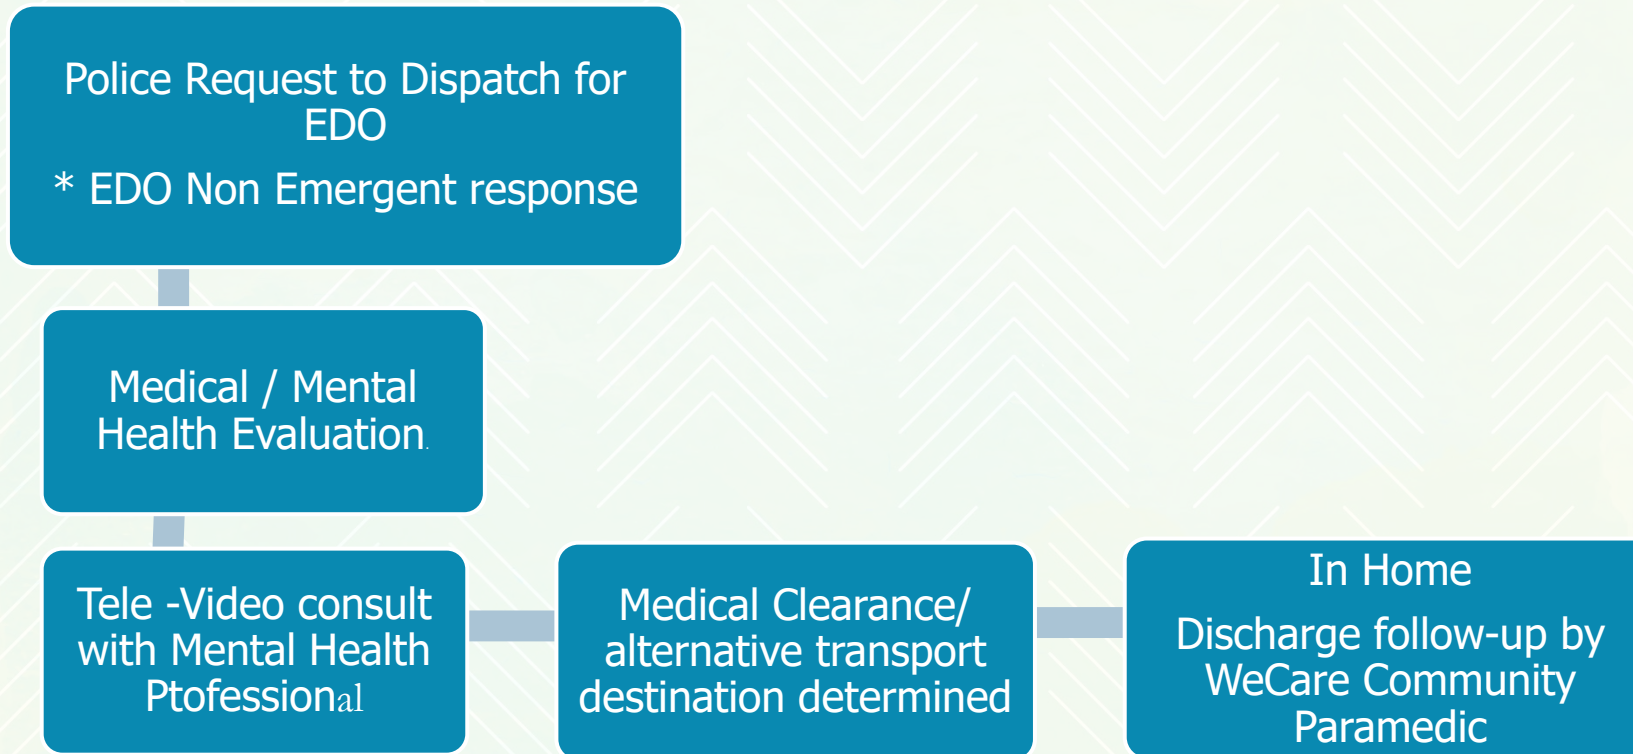 Police Request to Dispatch for
EDO
* EDO Non Emergent response
Medical / Mental
Health Evaluation.
Tele -Video consult
with Mental Health
Ptofessional
Medical Clearance/
alternative transport
destination determined
In Home
Discharge follow-up by
WeCare Community
Paramedic